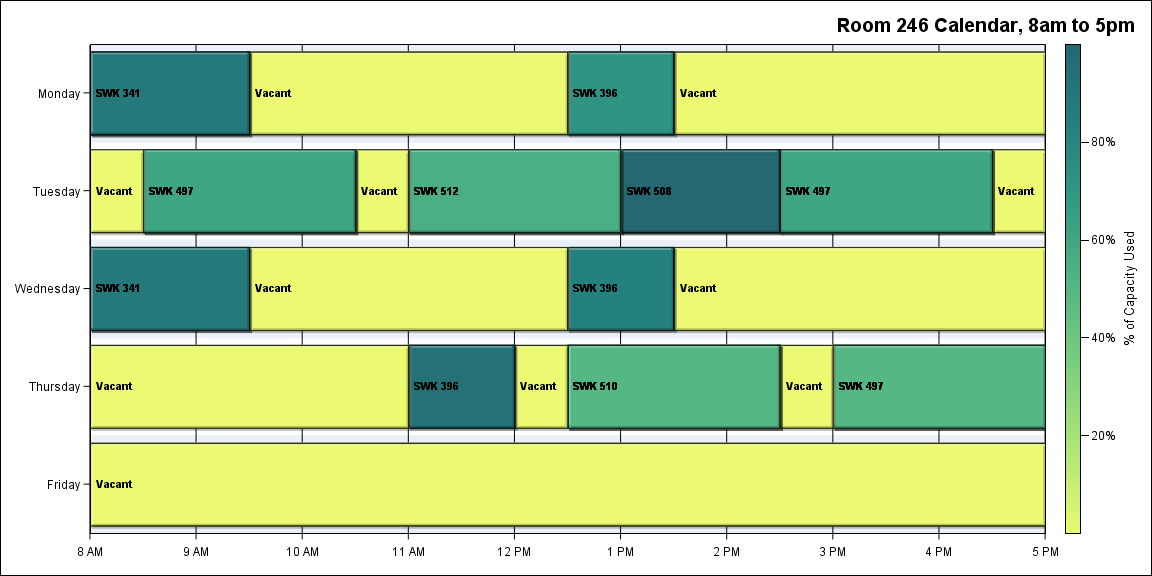 Room 246 Calendar, 8am to 5pm
Monday
SWK 341
Vacant
SWK 396
Vacant
Tuesday
Vacant
SWK 497
Vacant
SWK 512
SWK 508
SWK 497
Vacant
Wednesday
SWK 341
Vacant
SWK 396
Vacant
Thursday
Vacant
SWK 396
Vacant
SWK 510
Vacant
SWK 497
Friday
Vacant
8 AM
9 AM
10 AM
11 AM
12 PM
1 PM
2 PM
3 PM
4 PM
5 PM
80%
60%
40%
20%
% of Capacity Used